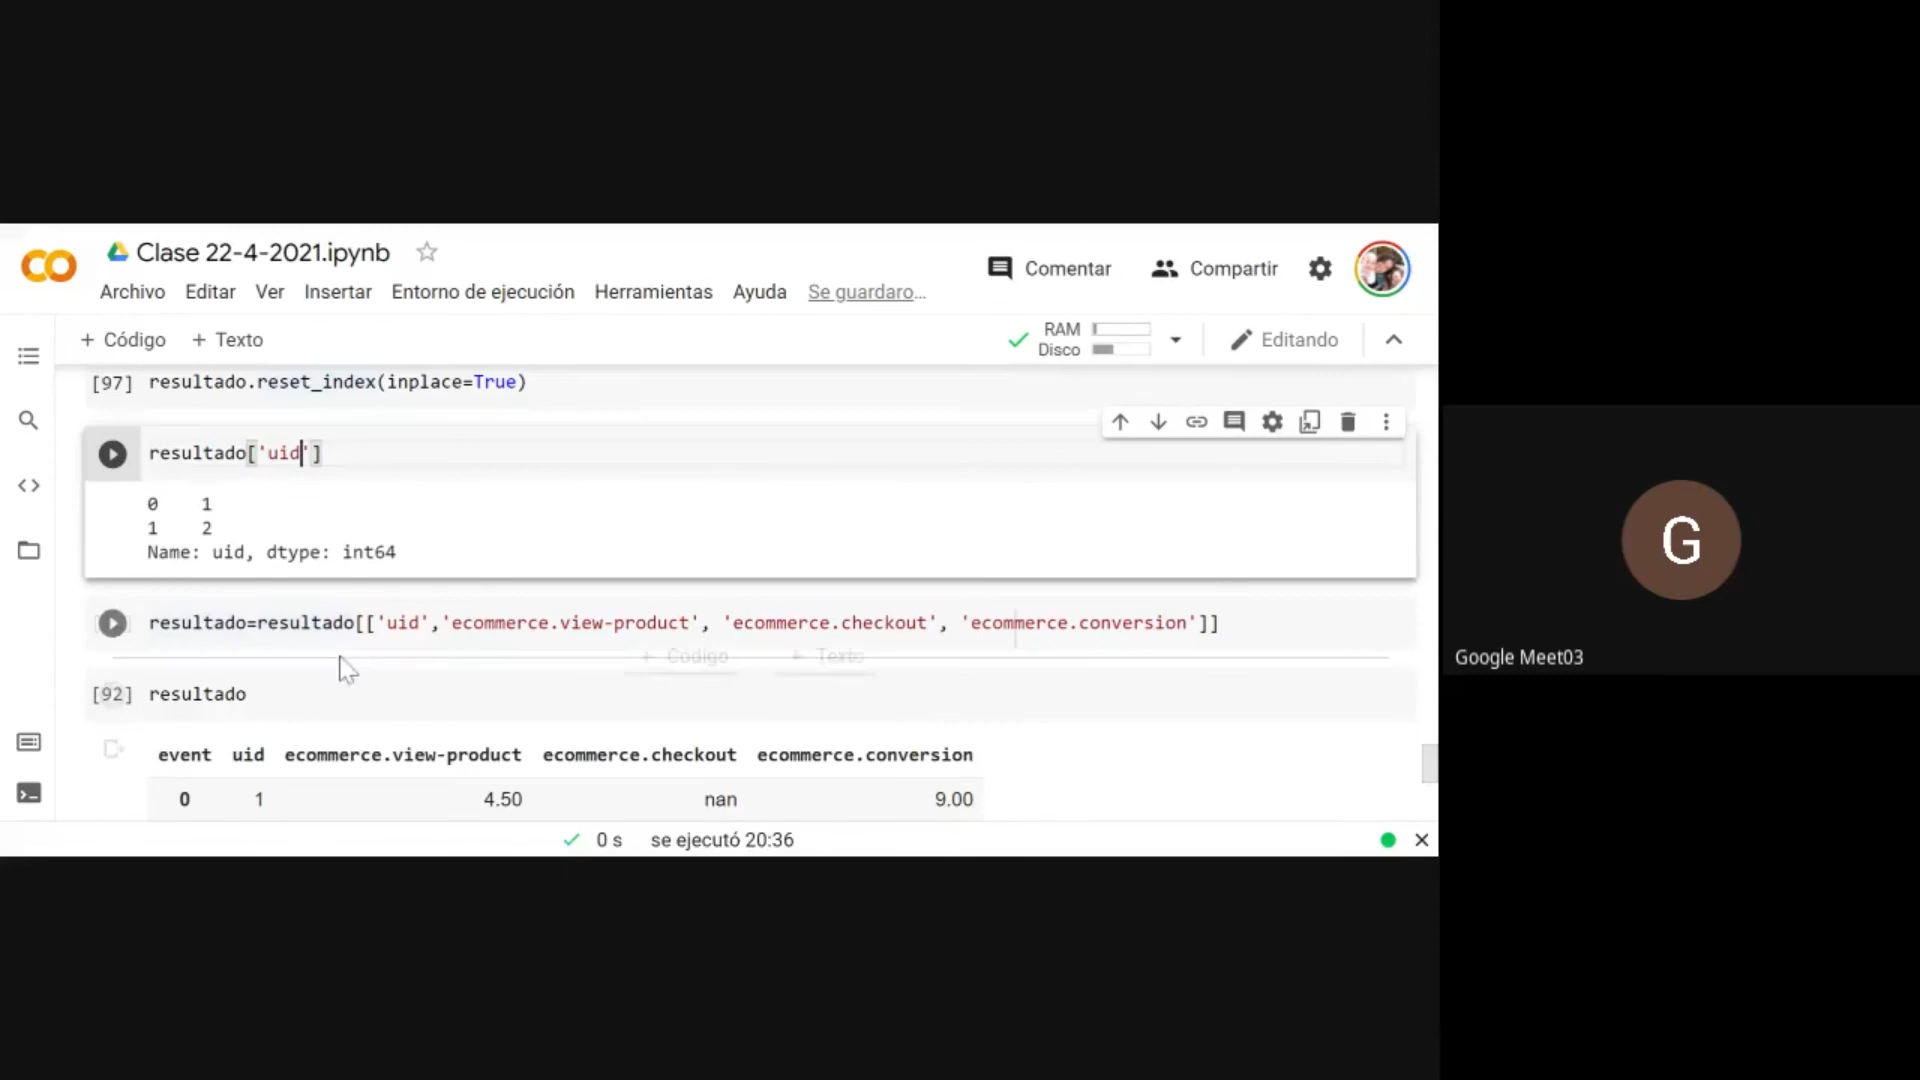 Clase 22-4-2021.ipynb
Comentar
Compartir
Archivo Editar Ver Insertar Entorno de ejecución Herramientas Ayuda Se guardaro…
+ Código + Texto
RAM
Disco
Editando
[97] resultado.reset_index(inplace=True)
resultado['uid']
0 1
1 2
Name: uid, dtype: int64
resultado=resultado[['uid','ecommerce.view-product', 'ecommerce.checkout', 'ecommerce.conversion']]
+ Código + Texto
[92] resultado
event uid ecommerce.view-product ecommerce.checkout ecommerce.conversion
0 1 4.50 nan 9.00
0 s se ejecutó 20:36
G
Google Meet03